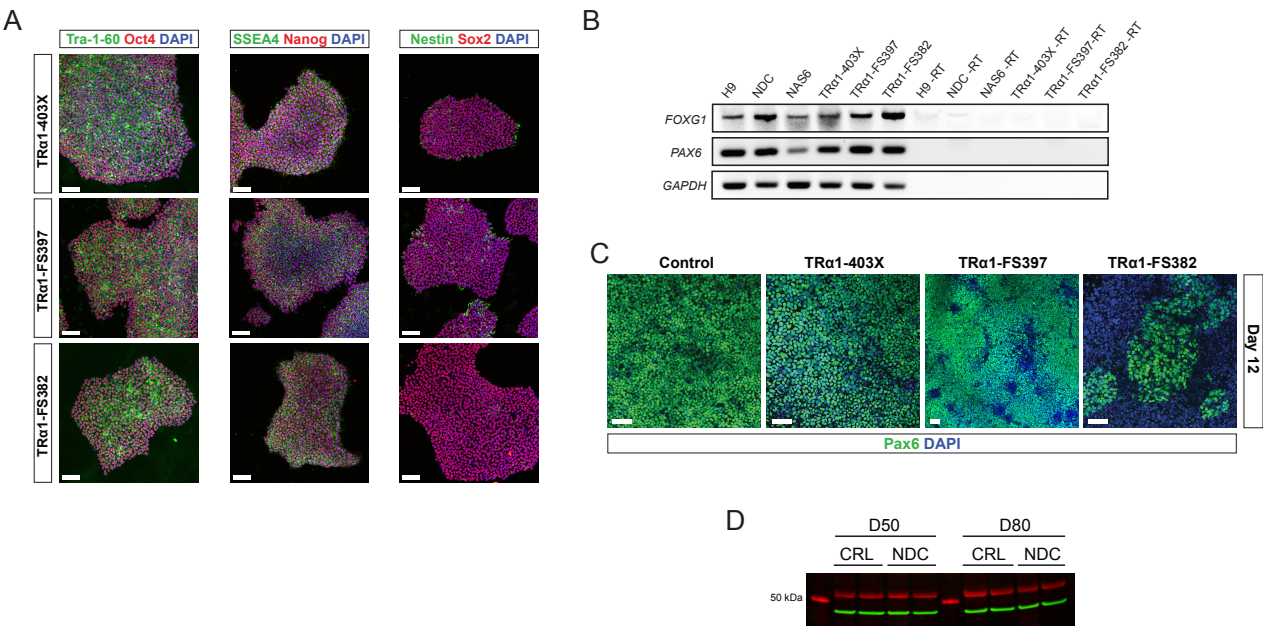 A
Tra-1-60 Oct4 DAPI
SSEA4 Nanog DAPI
Nestin Sox2 DAPI
TRα1-403X
TRα1-FS397
TRα1-FS382
B
H9
NDC
NAS6
TRα1-403X
TRα1-FS397
TRα1-FS382
H9 -RT
NDC -RT
NAS6 -RT
TRα1-403X -RT
TRα1-FS397-RT
TRα1-FS382 -RT
FOXG1
PAX6
GAPDH
C
Control
TRα1-403X
TRα1-FS397
TRα1-FS382
Day 12
Pax6 DAPI
D
D50
D80
CRL
NDC
CRL
NDC
50 kDa